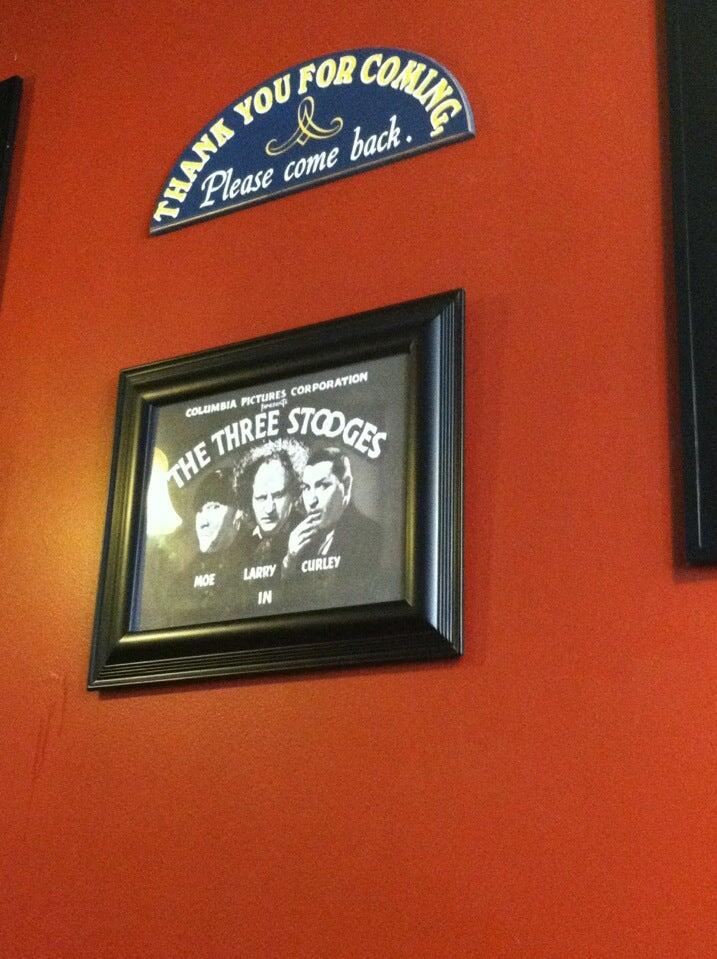 THANK YOU FOR COMING,
Please come back.
COLUMBIA PICTURES CORPORATION
Presents
THE THREE STOOGES
MOE LARRY CURLEY
IN